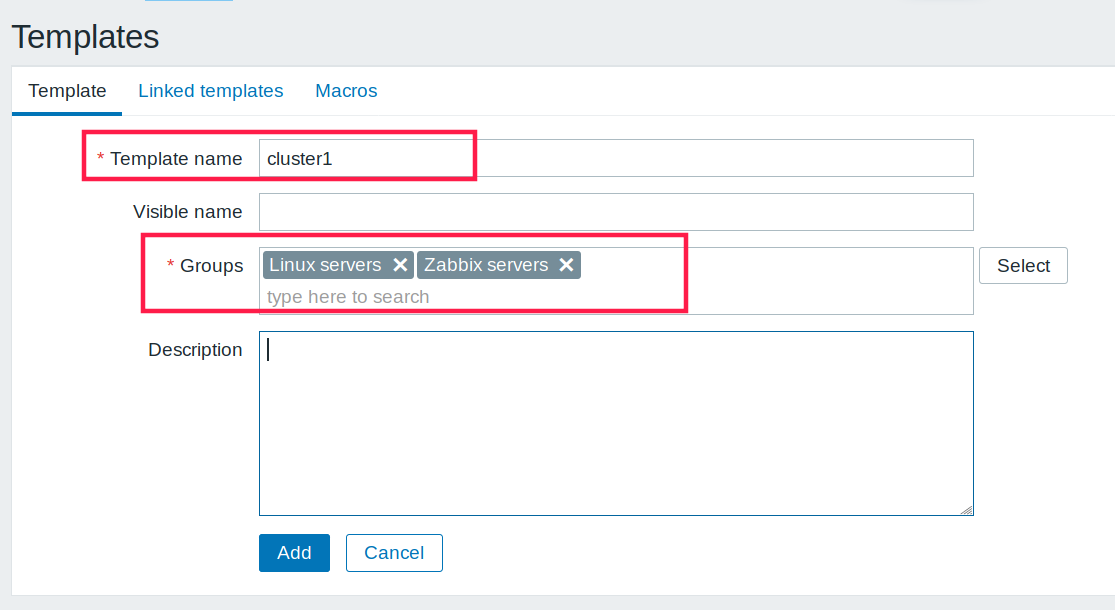 Templates
Template Linked templates Macros
* Template name cluster1
Visible name
* Groups Linux servers Zabbix servers Select
type here to search
Description
Add Cancel